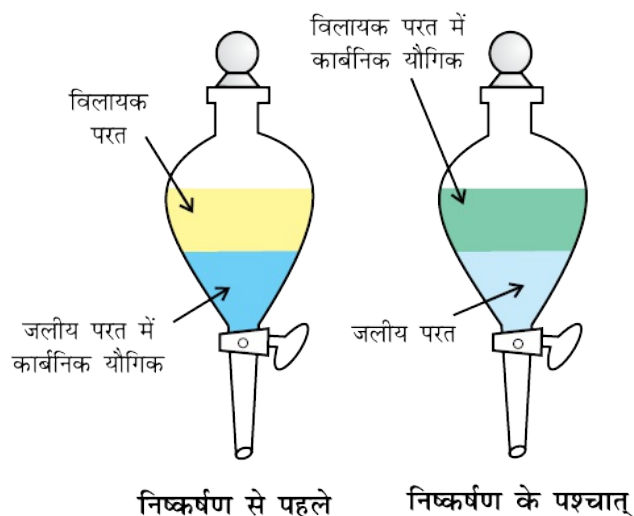 विलायक
परत
जलीय परत में
कार्बनिक यौगिक
निष्कर्षण से पहले
विलायक परत में
कार्बनिक यौगिक
जलीय परत
निष्कर्षण के पश्चात्